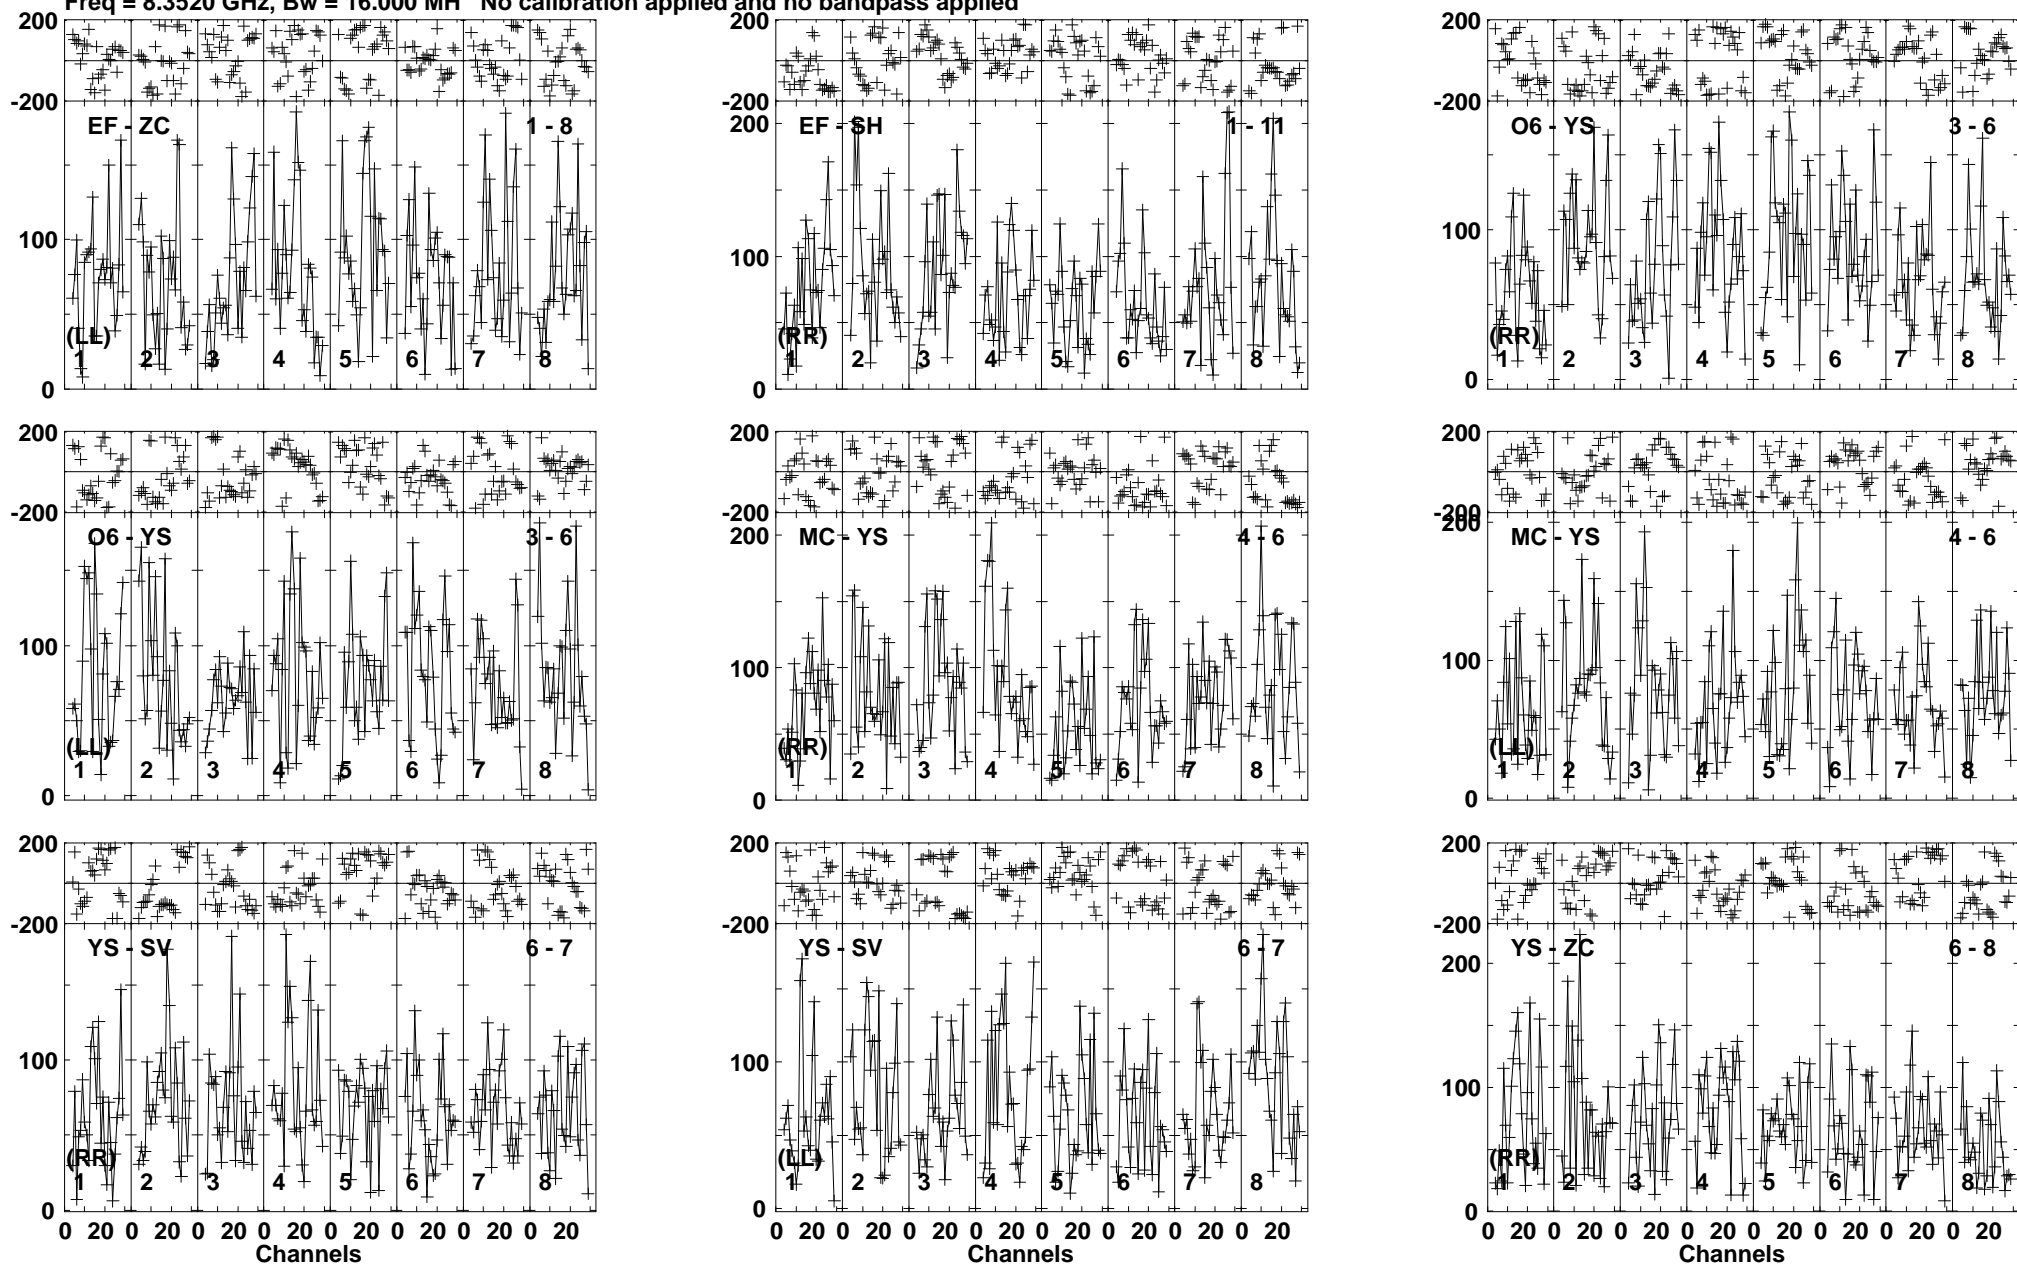 Freq = 8.3520 GHz, Bw = 16.000 MH No calibration applied and no bandpass applied
200
-200
EF - ZC 1 - 8
100
(LL)
1 2 3 4 5 6 7 8
0
EF - SH 1 - 11
200
-200
200
100
(RR)
1 2 3 4 5 6 7 8
0
O6 - YS 3 - 6
200
-200
100
(RR)
1 2 3 4 5 6 7 8
0
200
-200
O6 - YS 3 - 6
100
(LL)
1 2 3 4 5 6 7 8
0
200
-200
MC - YS 4 - 6
200
100
(RR)
1 2 3 4 5 6 7 8
0
200
-200
200
MC - YS 4 - 6
100
(LL)
1 2 3 4 5 6 7 8
0
200
-200
YS - SV 6 - 7
100
(RR)
1 2 3 4 5 6 7 8
0
0 20 0 20 0 20 0 20 0 20 0 20 0 20 0 20
Channels
200
-200
YS - SV 6 - 7
100
(LL)
1 2 3 4 5 6 7 8
0
0 20 0 20 0 20 0 20 0 20 0 20 0 20 0 20
Channels
200
-200
YS - ZC 6 - 8
200
100
(RR)
1 2 3 4 5 6 7 8
0
0 20 0 20 0 20 0 20 0 20 0 20 0 20 0 20
Channels